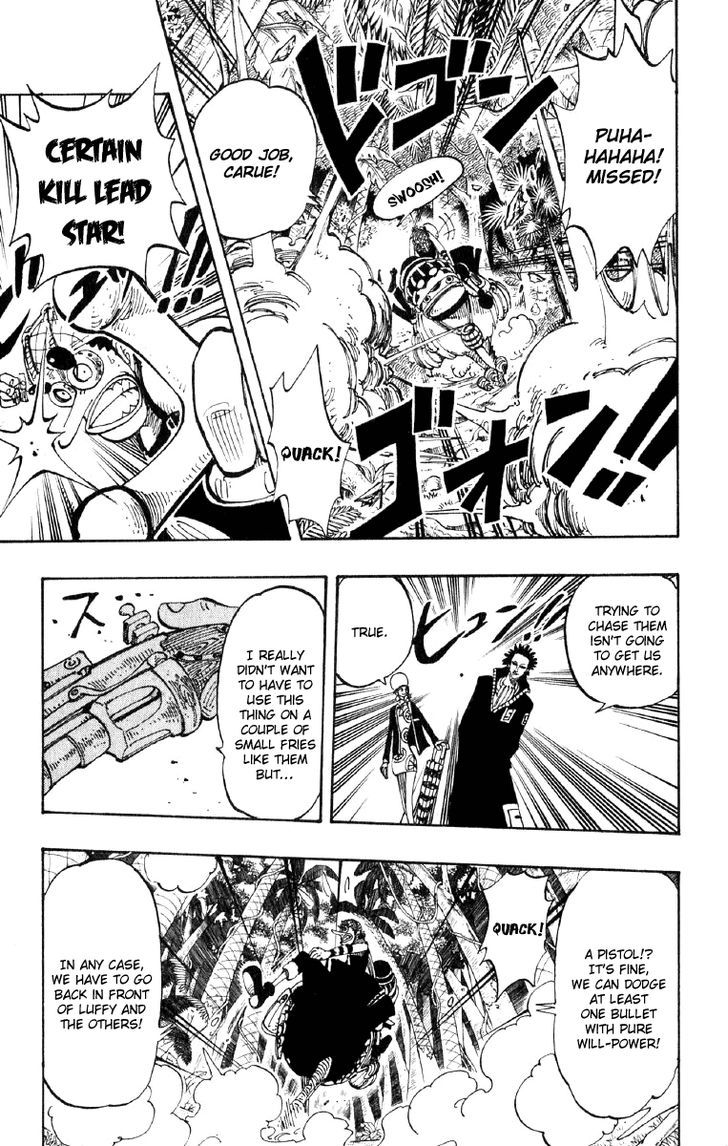 PUHA-
HAHAHA!
MISSED!
ドゴン
SWOOSH!
GOOD JOB,
CARUE!
ゴォン!!
QUACK!
CERTAIN
KILL LEAD
STAR!
TRYING TO
CHASE THEM
ISN'T GOING
TO GET US
ANYWHERE.
ヒュン
TRUE.
I REALLY
DIDN'T WANT
TO HAVE TO
USE THIS
THING ON A
COUPLE OF
SMALL FRIES
LIKE THEM
BUT...
ス
A PISTOL!?
IT'S FINE,
WE CAN DODGE
AT LEAST
ONE BULLET
WITH PURE
WILL-POWER!
QUACK!
IN ANY CASE,
WE HAVE TO GO
BACK IN FRONT
OF LUFFY AND
THE OTHERS!